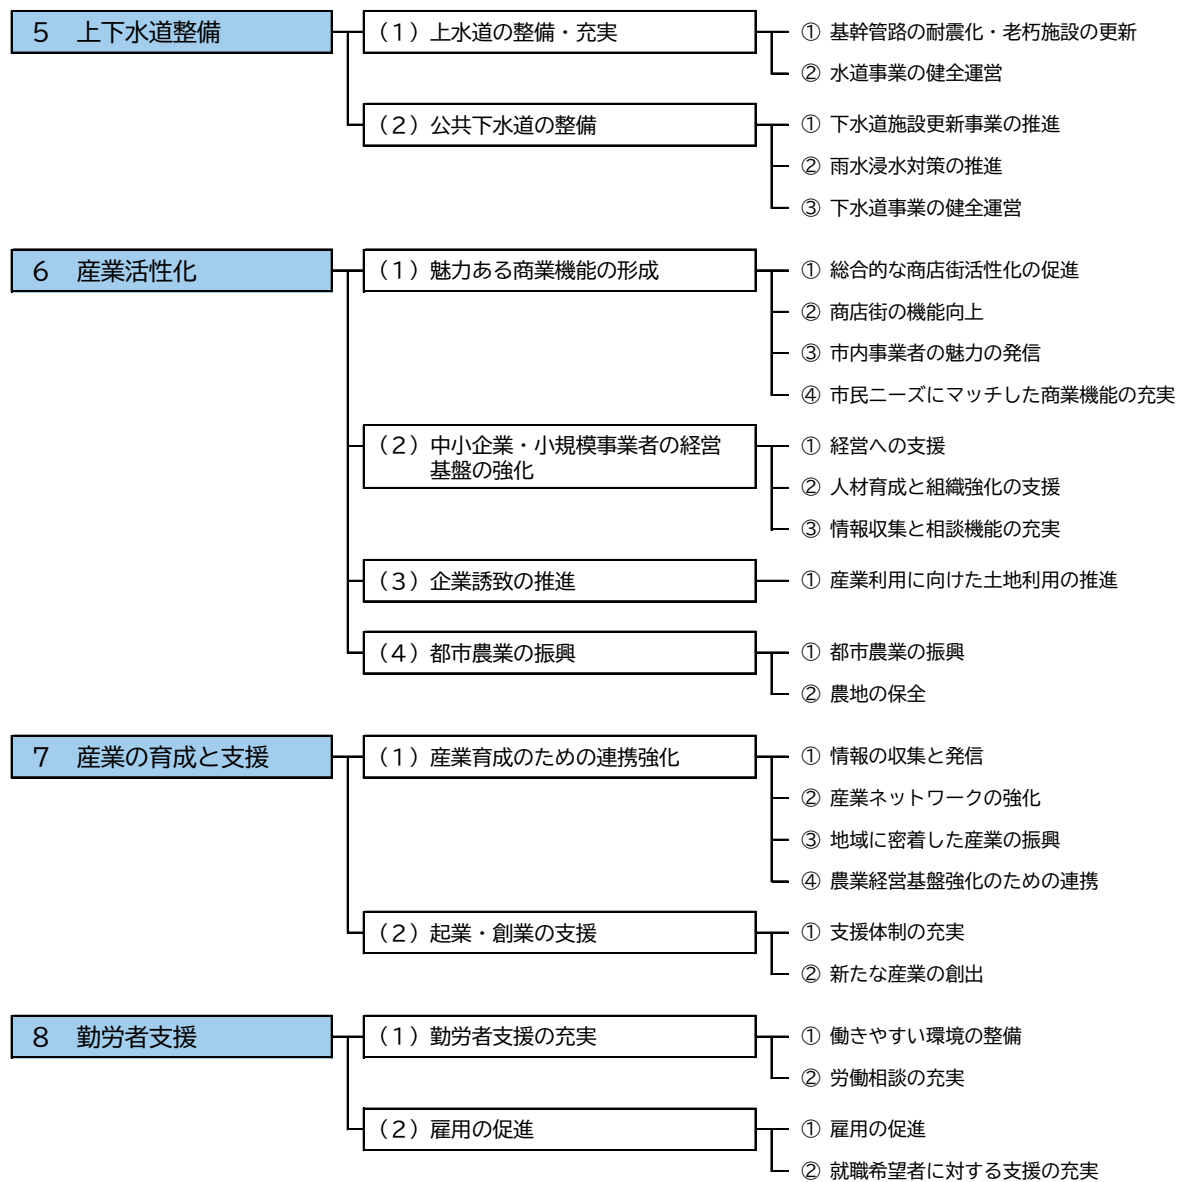 5 上下水道整備
(1)上水道の整備・充実
① 基幹管路の耐震化・老朽施設の更新
② 水道事業の健全運営
(2)公共下水道の整備
① 下水道施設更新事業の推進
② 雨水浸水対策の推進
③ 下水道事業の健全運営
6 産業活性化
(1)魅力ある商業機能の形成
① 総合的な商店街活性化の促進
② 商店街の機能向上
③ 市内事業者の魅力の発信
④ 市民ニーズにマッチした商業機能の充実
(2)中小企業・小規模事業者の経営
基盤の強化
① 経営への支援
② 人材育成と組織強化の支援
③ 情報収集と相談機能の充実
(3)企業誘致の推進
① 産業利用に向けた土地利用の推進
(4)都市農業の振興
① 都市農業の振興
② 農地の保全
7 産業の育成と支援
(1)産業育成のための連携強化
① 情報の収集と発信
② 産業ネットワークの強化
③ 地域に密着した産業の振興
④ 農業経営基盤強化のための連携
(2)起業・創業の支援
① 支援体制の充実
② 新たな産業の創出
8 勤労者支援
(1)勤労者支援の充実
① 働きやすい環境の整備
② 労働相談の充実
(2)雇用の促進
① 雇用の促進
② 就職希望者に対する支援の充実